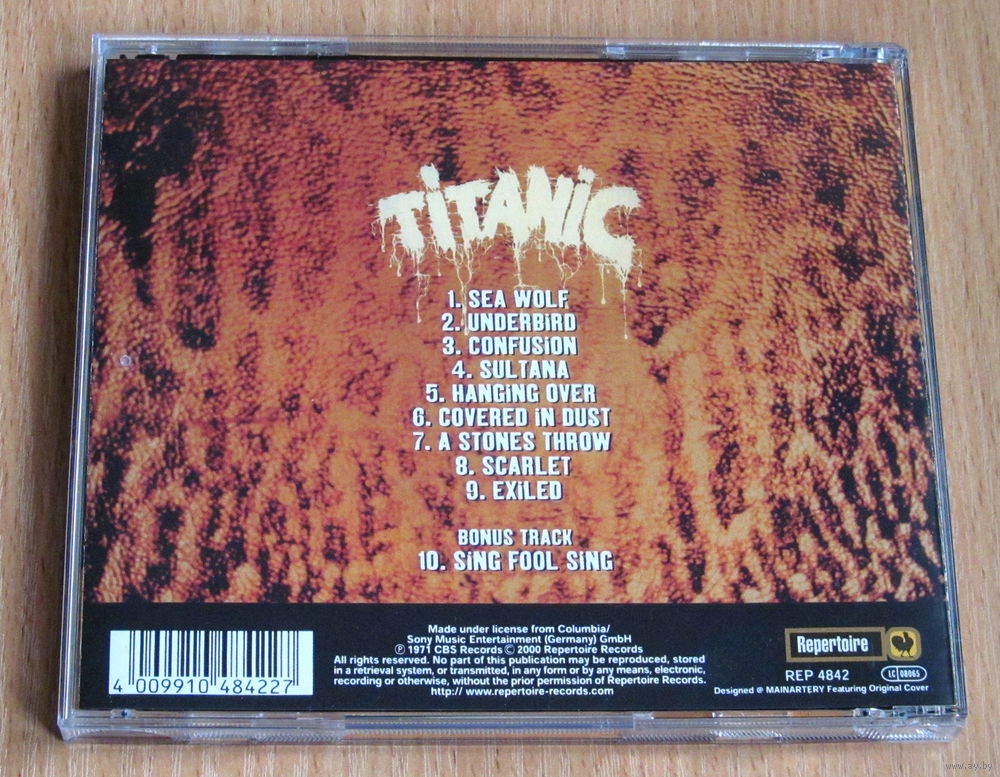 TiTANiC
1. SEA WOLF
2. UNDERBiRD
3. CONFUSiON
4. SULTANA
5. HANGiNG OVER
6. COVERED iN DUST
7. A STONES THROW
8. SCARLET
9. EXiLED
BONUS TRACK
10. SiNG FOOL SiNG
Made under license from Columbia/
Sony Music Entertainment (Germany) GmbH
℗ 1971 CBS Records © 2000 Repertoire Records
All rights reserved. No part of this publication may be reproduced, stored
in a retrieval system, or transmitted, in any form or by any means, electronic,
recording or otherwise, without the prior permission of Repertoire Records.
http:// www.repertoire-records.com
4 009910 484227
Repertoire
REP 4842
LC 08065
Designed @ MAINARTERY Featuring Original Cover
www.ay.by